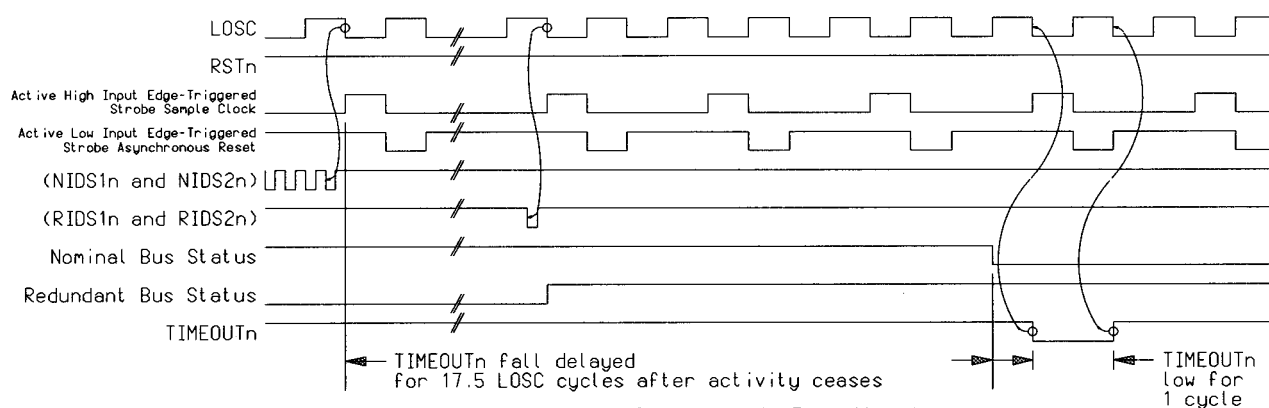 LOSC
RSTn
Active High Input Edge-Triggered
Strobe Sample Clock
Active Low Input Edge-Triggered
Strobe Asynchronous Reset
(NIDS1n and NIDS2n)
(RIDS1n and RIDS2n)
Nominal Bus Status
Redundant Bus Status
TIMEOUTn
TIMEOUTn fall delayed
for 17.5 LOSC cycles after activity ceases
TIMEOUTn
low for
1 cycle